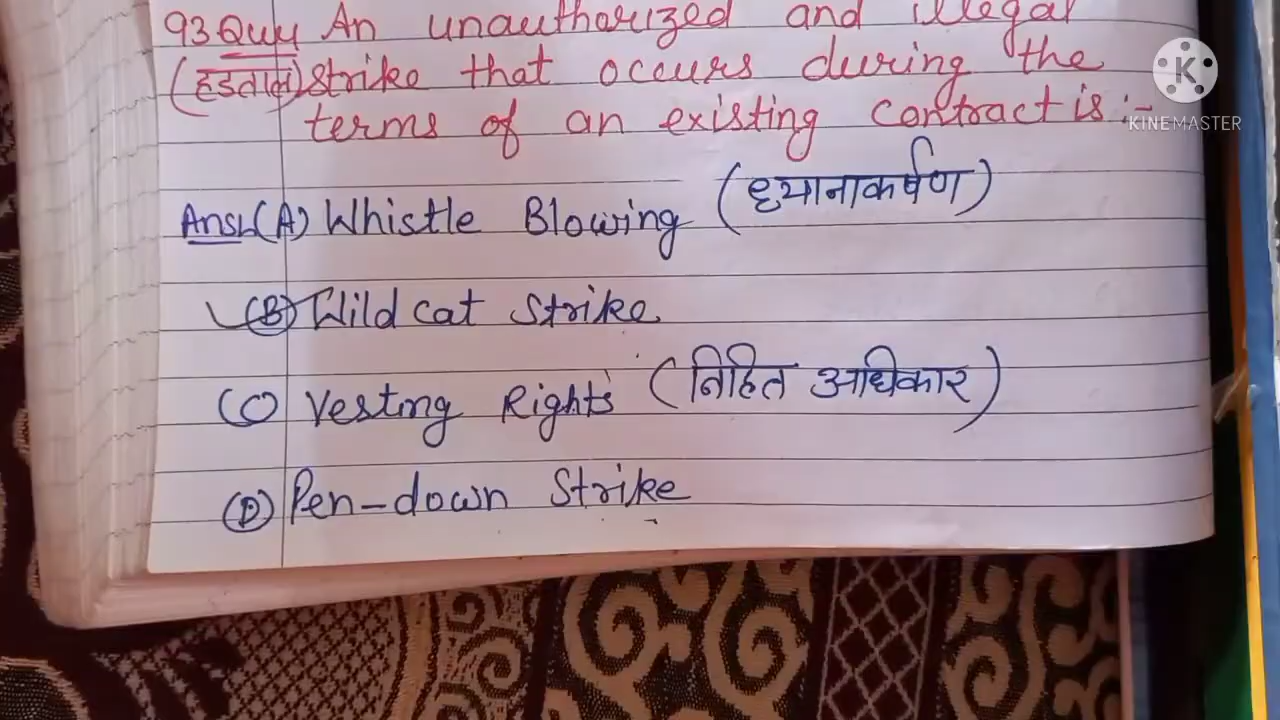 93 Quy An unauthorized and illegal
(हडताल) strike that occurs during the
terms of an existing contract is :-
K
KINEMASTER
Ans (A) Whistle Blowing (ध्यानाकर्षण)
(B) Wild cat Strike
(C) Vesting Rights (निहित अधिकार)
(D) Pen-down Strike